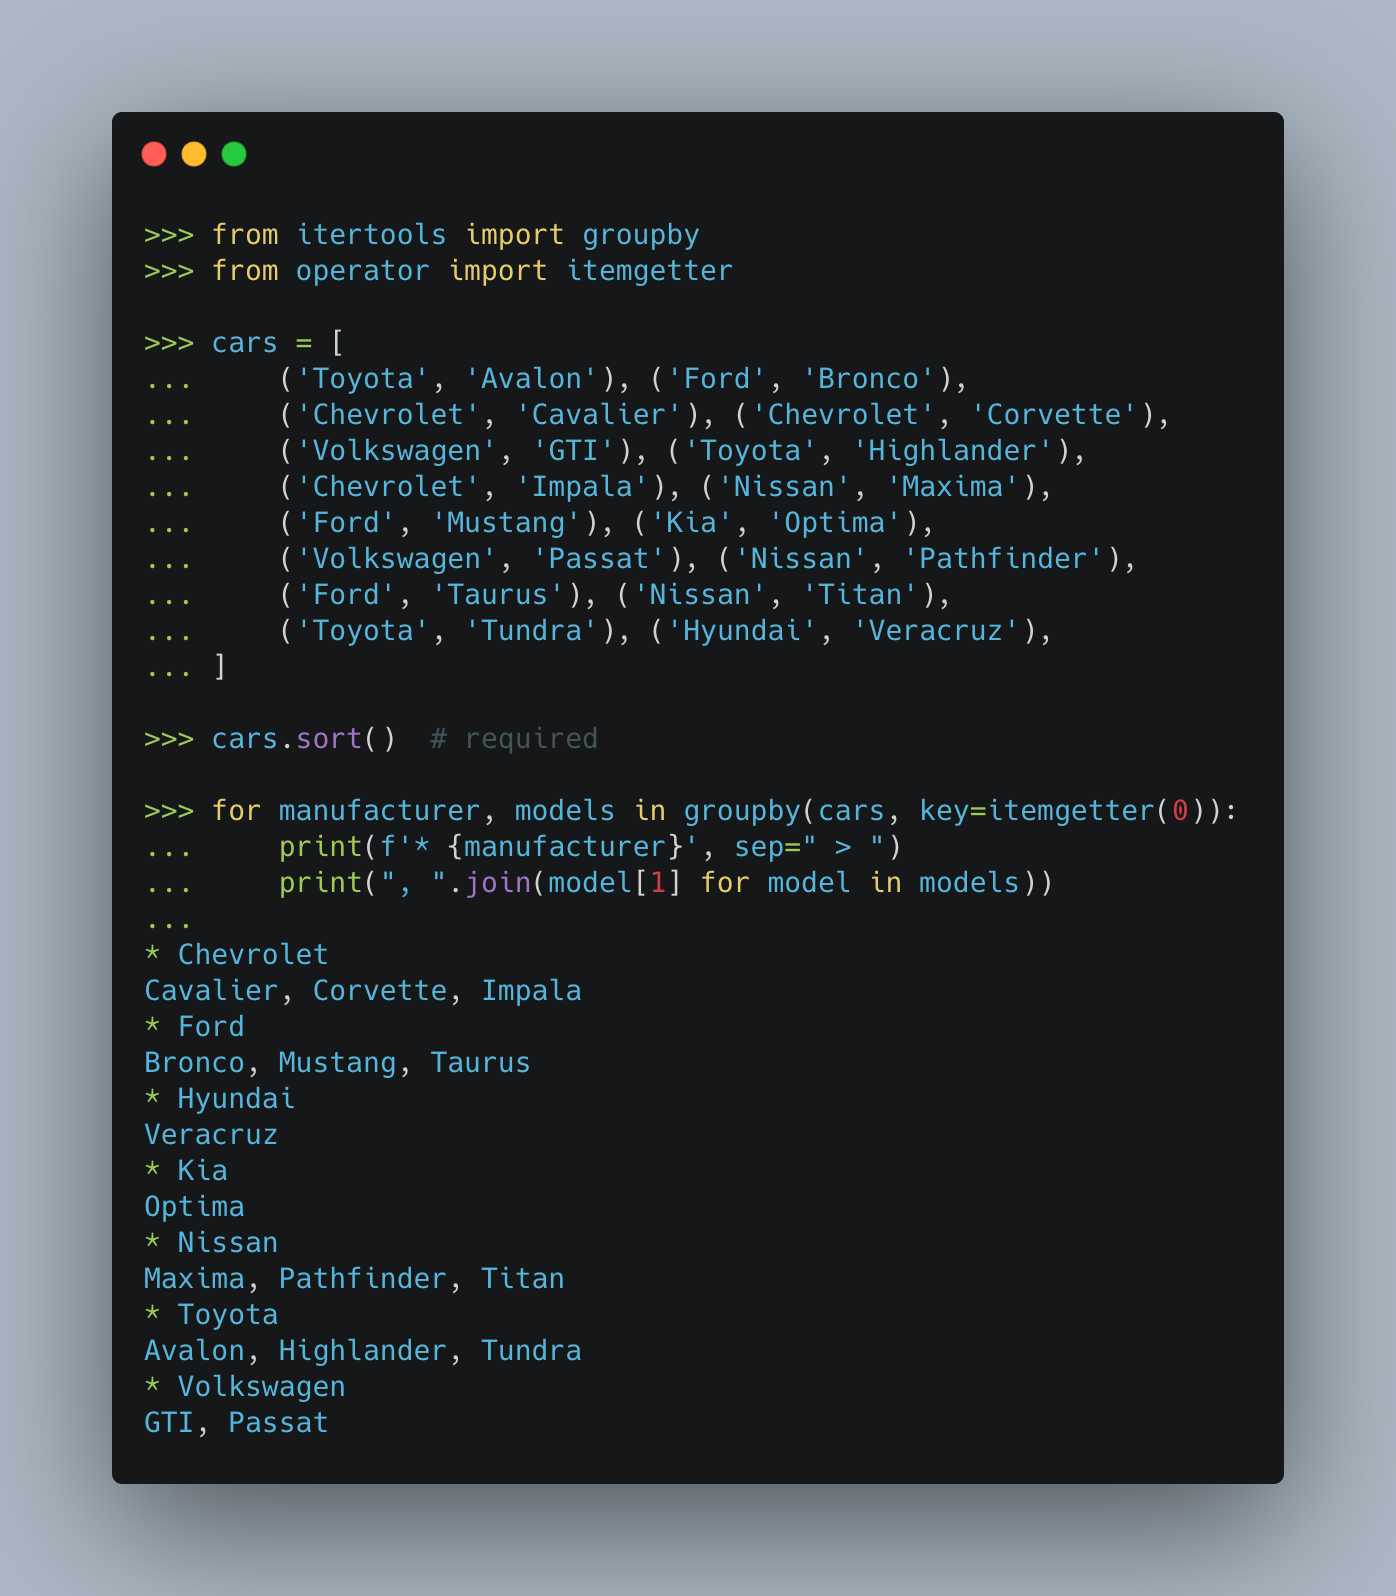 >>> from itertools import groupby
>>> from operator import itemgetter

>>> cars = [
...     ('Toyota', 'Avalon'), ('Ford', 'Bronco'),
...     ('Chevrolet', 'Cavalier'), ('Chevrolet', 'Corvette'),
...     ('Volkswagen', 'GTI'), ('Toyota', 'Highlander'),
...     ('Chevrolet', 'Impala'), ('Nissan', 'Maxima'),
...     ('Ford', 'Mustang'), ('Kia', 'Optima'),
...     ('Volkswagen', 'Passat'), ('Nissan', 'Pathfinder'),
...     ('Ford', 'Taurus'), ('Nissan', 'Titan'),
...     ('Toyota', 'Tundra'), ('Hyundai', 'Veracruz'),
... ]

>>> cars.sort()  # required

>>> for manufacturer, models in groupby(cars, key=itemgetter(0)):
...     print(f'* {manufacturer}', sep=" > ")
...     print(", ".join(model[1] for model in models))
...
* Chevrolet
Cavalier, Corvette, Impala
* Ford
Bronco, Mustang, Taurus
* Hyundai
Veracruz
* Kia
Optima
* Nissan
Maxima, Pathfinder, Titan
* Toyota
Avalon, Highlander, Tundra
* Volkswagen
GTI, Passat